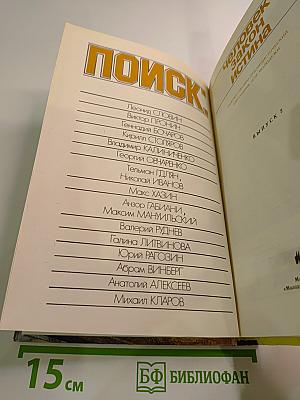 ПОИСК:
Леонид СЛОВИН
Виктор ПРОНИН
Геннадий БОЧАРОВ
Кирилл СТОЛЯРОВ
Владимир КАЛИНИЧЕНКО
Георгий ОВЧАРЕНКО
Тельман ГДЛЯН
Николай ИВАНОВ
Макс ХАЗИН
Анзор ГАБИАНИ
Максим МАНУИЛЬСКИЙ
Валерий РУДНЕВ
Галина ЛИТВИНОВА
Юрий РАГОЗИН
Абрам ВИНБЕРГ
Анатолий АЛЕКСЕЕВ
Михаил КЛАРОВ
ЗАКОН
ИСТИНА
ВЫПУСК 3
15 см
БФ БИБЛИОФАН